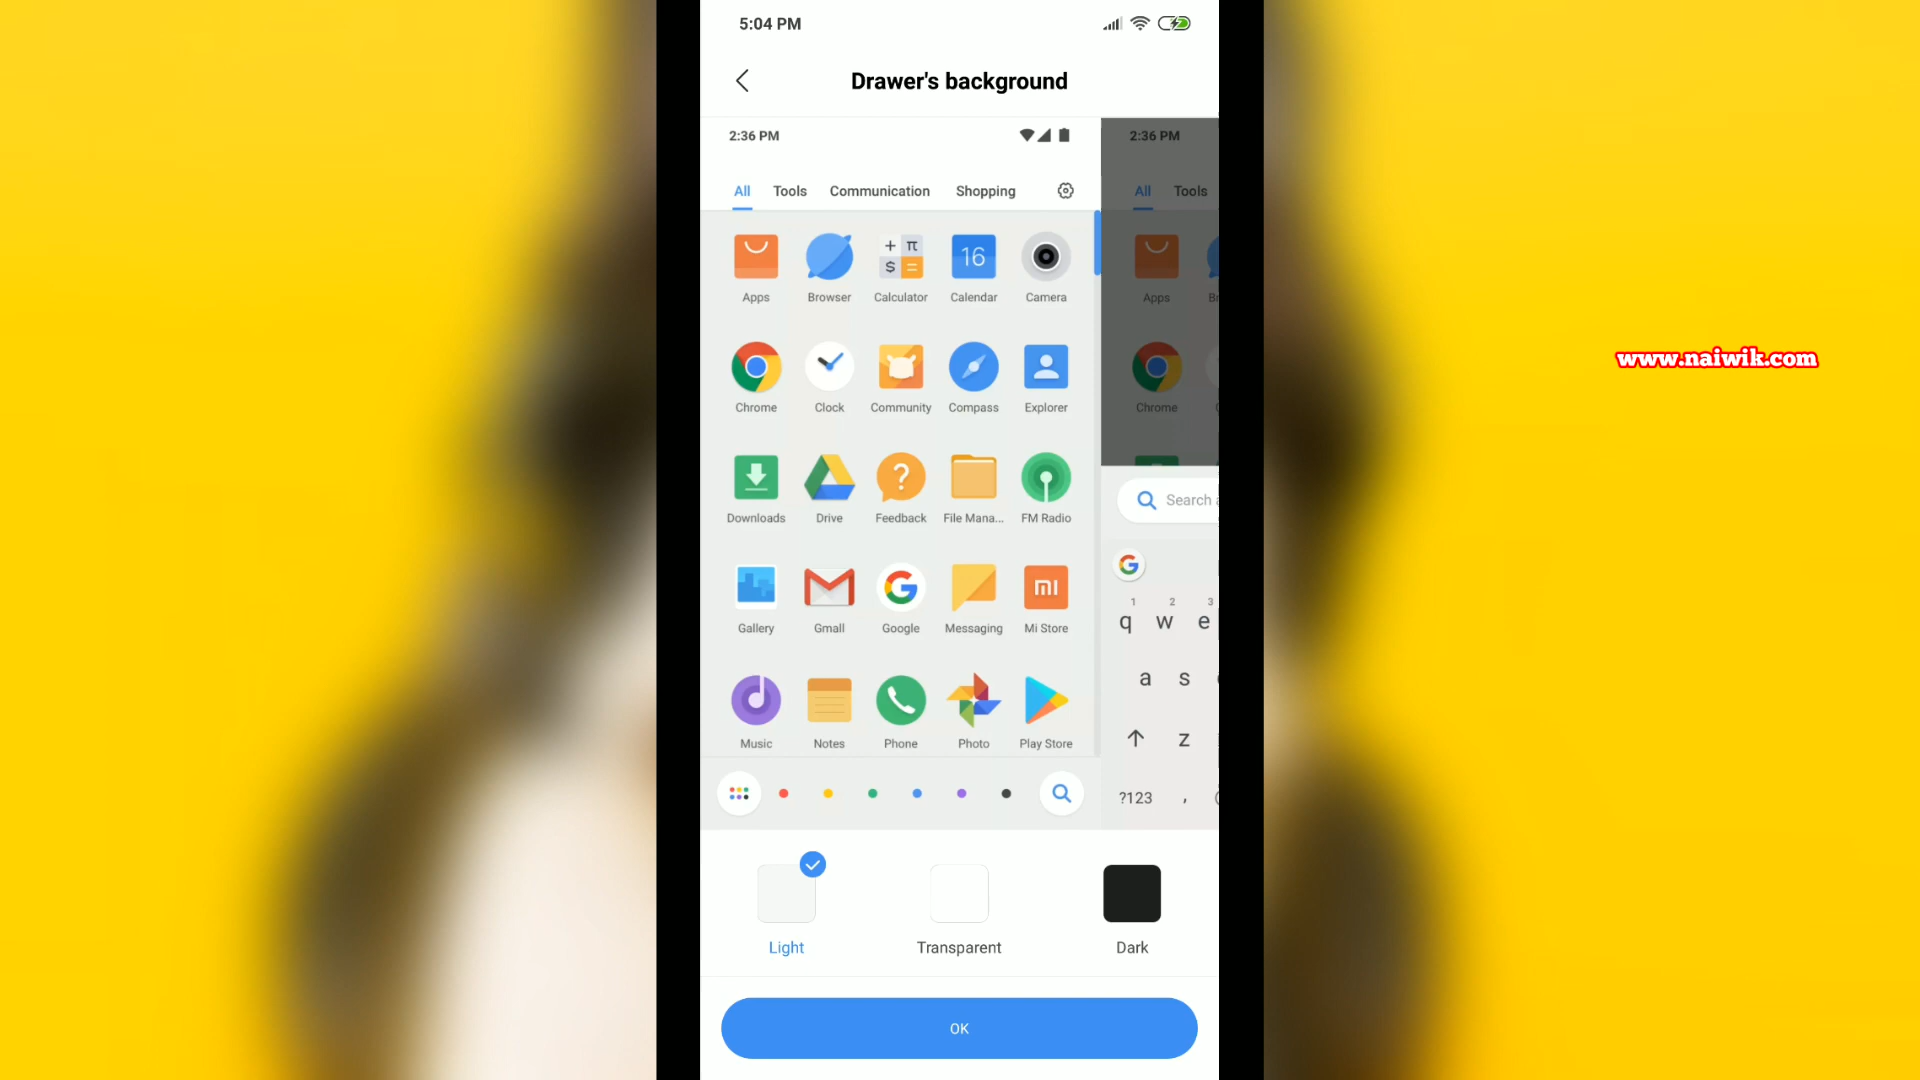 5:04 PM
Drawer's background
2:36 PM
2:36 PM
All Tools Communication Shopping
All Tools
16
Apps Browser Calculator Calendar Camera
Apps
Chrome Clock Community Compass Explorer
Chrome
Downloads Drive Feedback File Mana... FM Radio
Search
Gallery Gmall Google Messaging Mi Store
1 2 3
q w e
a s
z
?123 ,
Music Notes Phone Photo Play Store
Light Transparent Dark
OK
www.naiwik.com